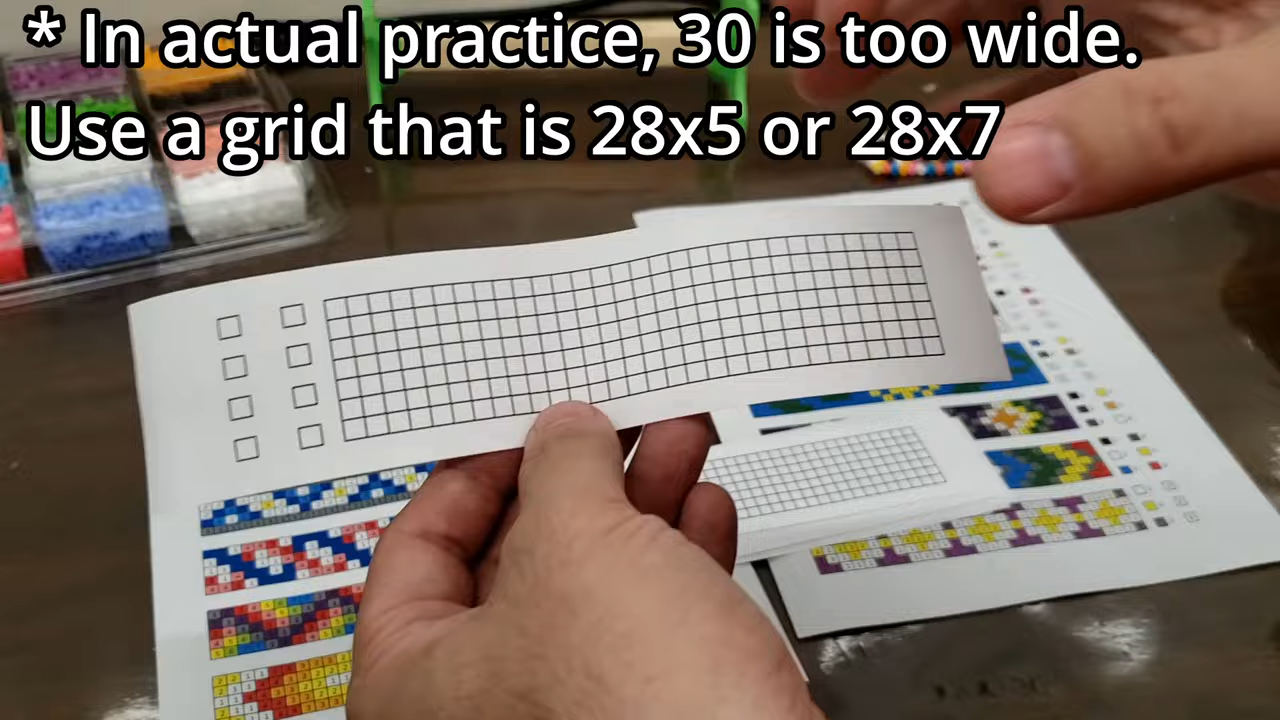 * In actual practice, 30 is too wide.
Use a grid that is 28x5 or 28x7